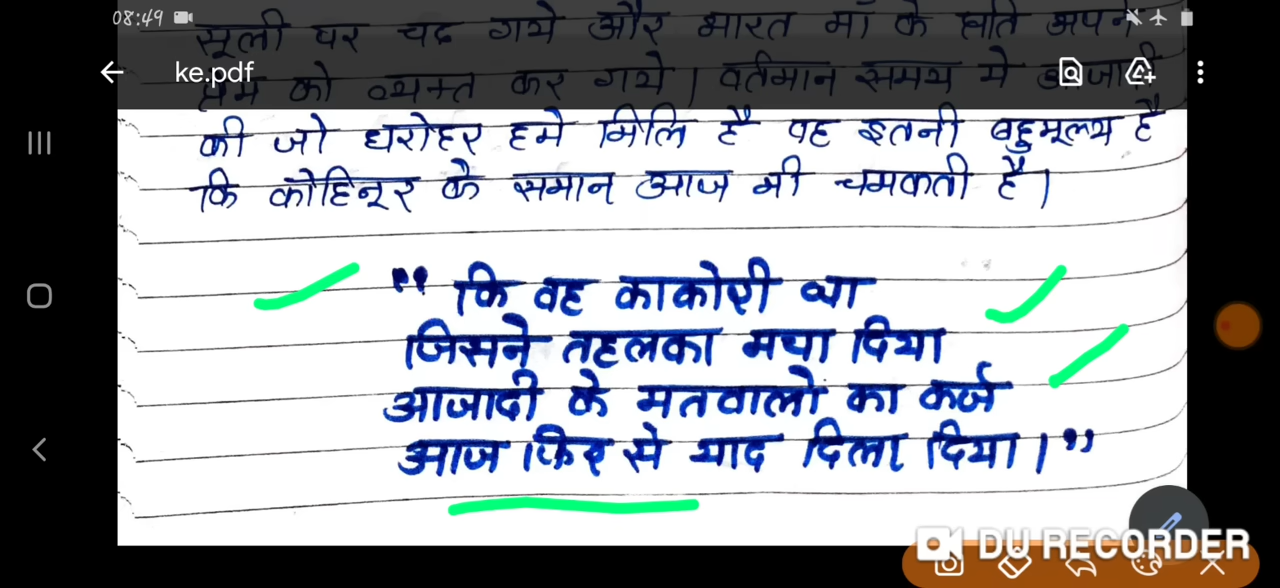 08:49
सूली पर चढ़ गये और भारत माँ के प्रति अपने
ke.pdf
प्रेम को व्यक्त कर गये। वर्तमान समय मे आजादी
की जो धरोहर हमे मिलि है वह इतनी बहुमूल्य है
कि कोहिनूर के समान आज भी चमकती है।
" कि वह काकोरी था
जिसने तहलका मचा दिया
आजादी के मतवालो का कर्ज
आज फिर से याद दिला दिया। "
DU RECORDER